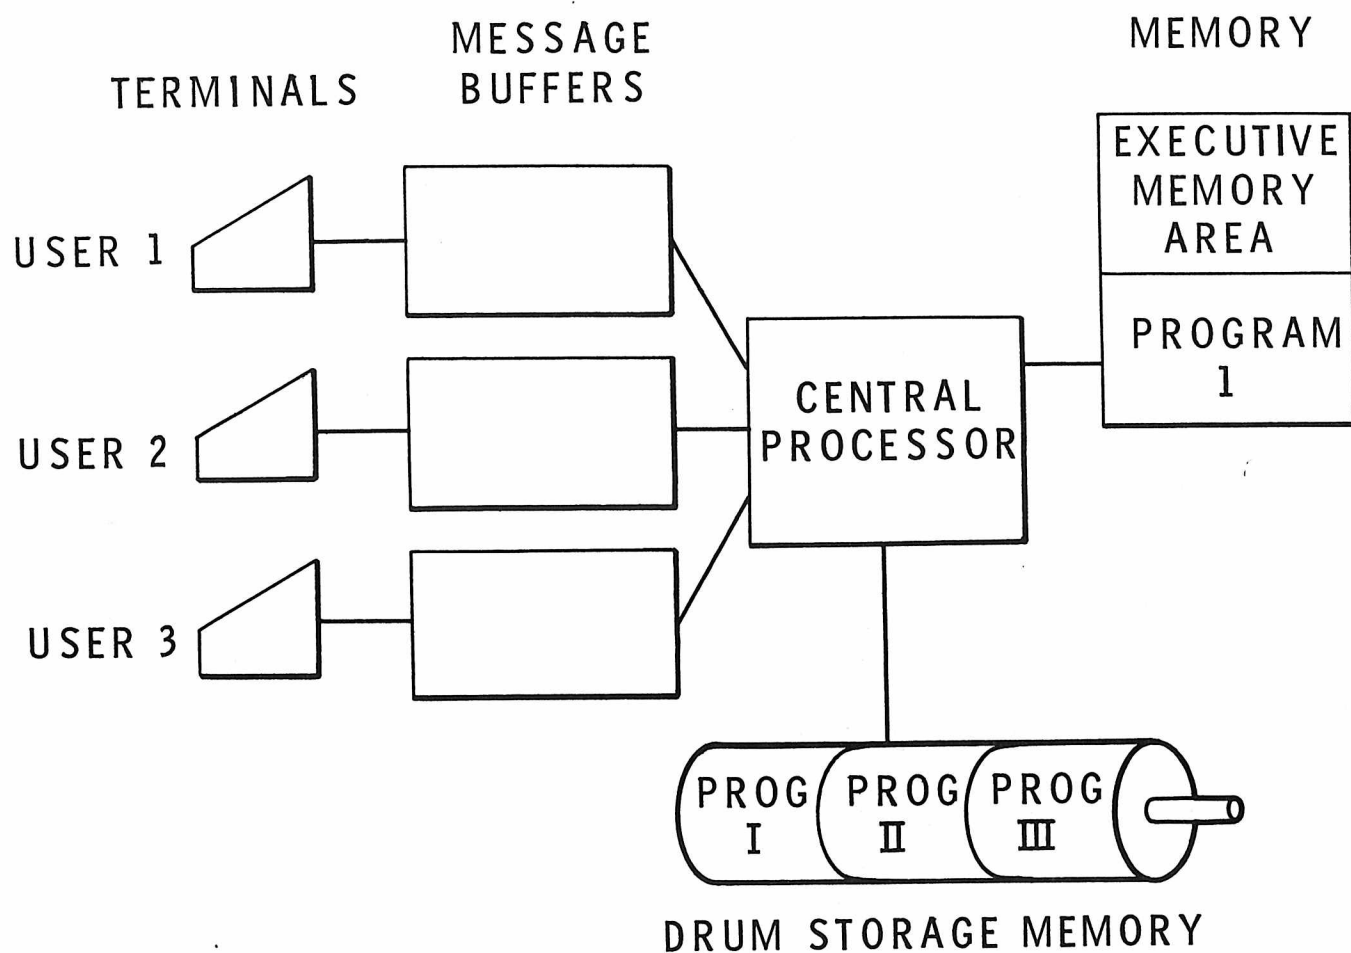 MESSAGE
BUFFERS
TERMINALS
MEMORY
EXECUTIVE
MEMORY
AREA
PROGRAM
1
USER 1
USER 2
USER 3
CENTRAL
PROCESSOR
PROG
I
PROG
II
PROG
III
DRUM STORAGE MEMORY